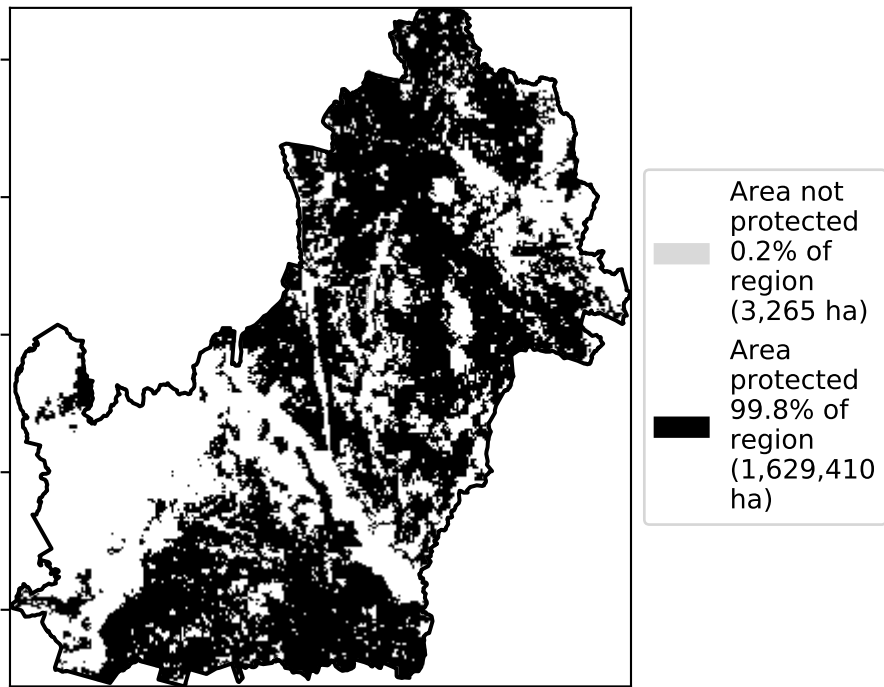 Area not
protected
0.2% of
region
(3,265 ha)
Area
protected
99.8% of
region
(1,629,410
ha)